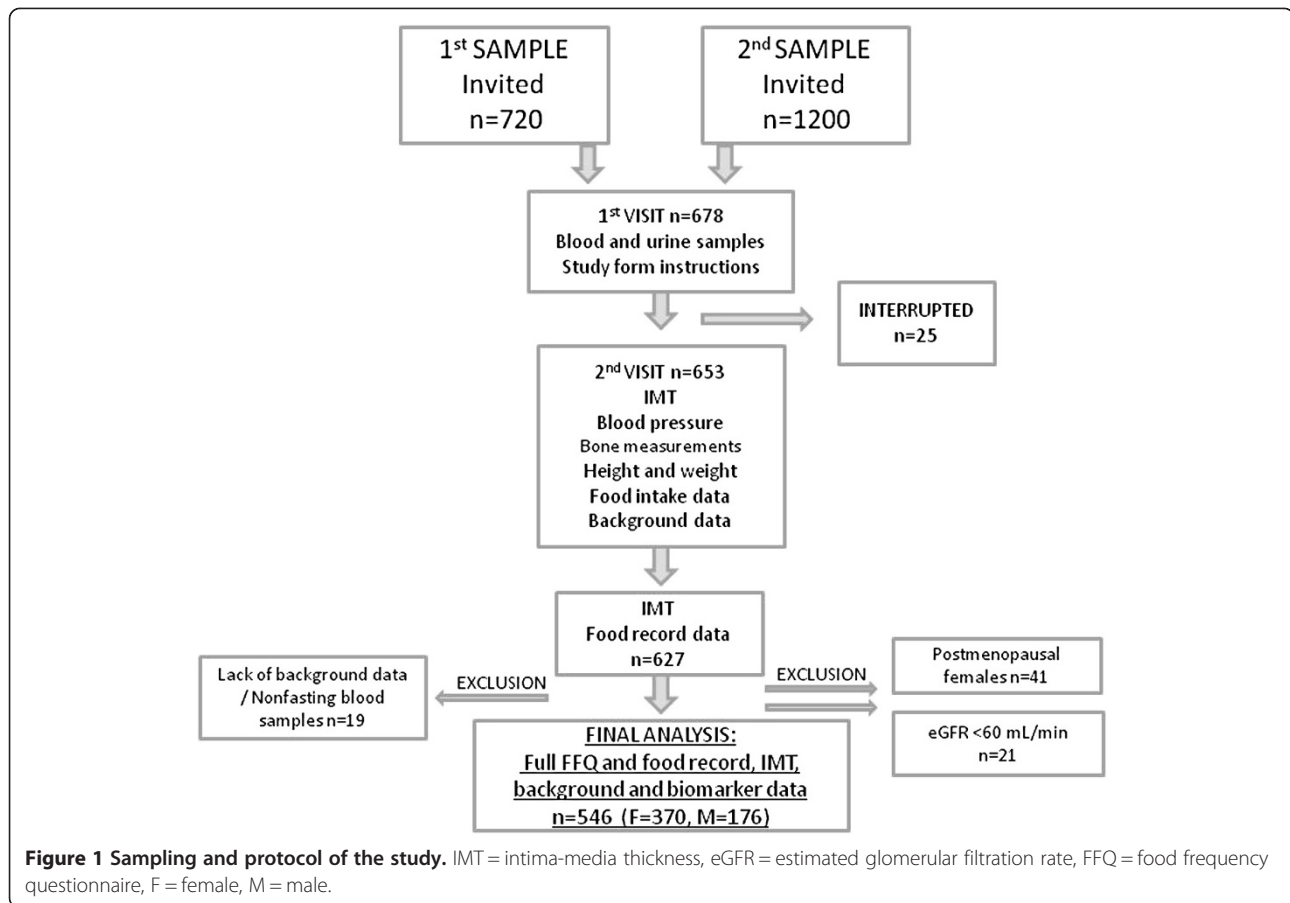 1st SAMPLE
Invited
n=720
2nd SAMPLE
Invited
n=1200
1st VISIT n=678
Blood and urine samples
Study form instructions
INTERRUPTED
n=25
2nd VISIT n=653
IMT
Blood pressure
Bone measurements
Height and weight
Food intake data
Background data
IMT
Food record data
n=627
Lack of background data
/ Nonfasting blood
samples n=19
EXCLUSION
EXCLUSION
Postmenopausal
females n=41
eGFR <60 mL/min
n=21
FINAL ANALYSIS:
Full FFQ and food record, IMT,
background and biomarker data
n=546 (F=370, M=176)
Figure 1 Sampling and protocol of the study. IMT = intima-media thickness, eGFR = estimated glomerular filtration rate, FFQ = food frequency
questionnaire, F = female, M = male.